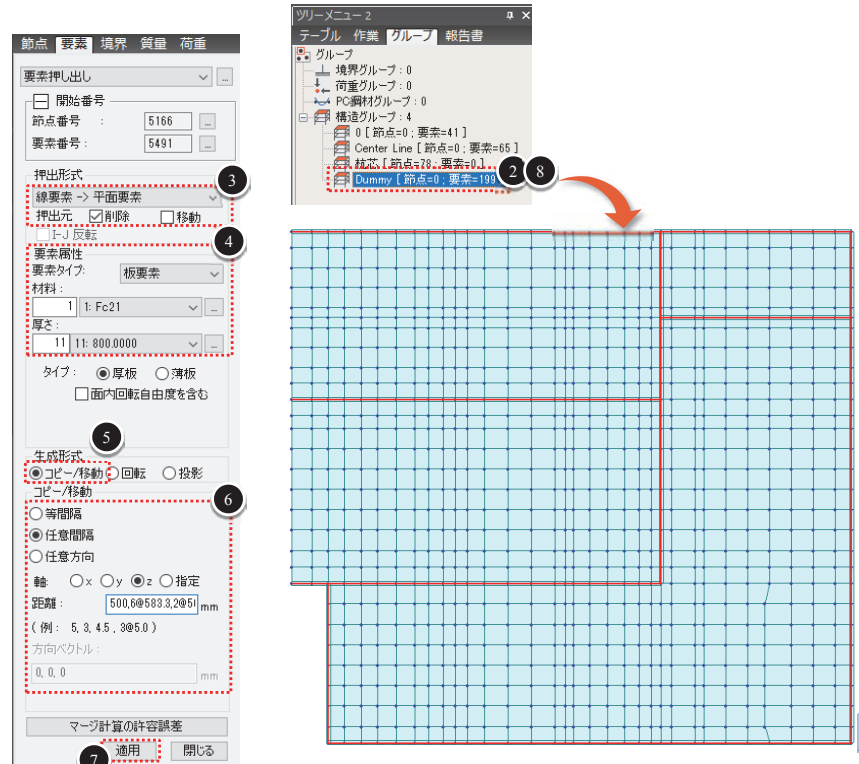 節点 要素 境界 質量 荷重
要素押し出し
...
開始番号
節点番号 : 5166 ...
要素番号 : 5491 ...
押出形式
3
線要素 -> 平面要素
押出元 削除 移動
I-J 反転
4
要素属性
要素タイプ: 板要素
材料 :
1 1: Fc21 ...
厚さ :
11 11: 800.0000 ...
タイプ : 厚板 薄板
面内回転自由度を含む
5
生成形式
コピー/移動 回転 投影
コピー/移動
6
等間隔
任意間隔
任意方向
軸: x y z 指定
距離 : 500,6@583.3,2@5 mm
( 例 : 5, 3, 4.5 , 3@5.0 )
方向ベクトル :
0, 0, 0 mm
マージ計算の許容誤差
7
適用 閉じる
ツリーメニュー 2
テーブル 作業 グループ 報告書
グループ
境界グループ : 0
荷重グループ : 0
PC鋼材グループ : 0
構造グループ : 4
0 [ 節点=0 ; 要素=41 ]
Center Line [ 節点=0 ; 要素=65 ]
杭芯 [ 節点=78 ; 要素=0 ]
Dummy [ 節点=0 ; 要素=199
2 8